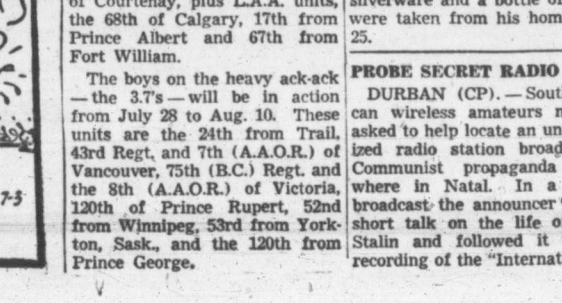 of Courtenay, plus L.A.A. units,
the 68th of Calgary, 17th from
Prince Albert and 67th from
Fort William.
The boys on the heavy ack-ack
—the 3.7's—will be in action
from July 28 to Aug. 10. These
units are the 24th from Trail,
43rd Regt. and 7th (A.A.O.R.) of
Vancouver, 75th (B.C.) Regt. and
the 8th (A.A.O.R.) of Victoria,
120th of Prince Rupert, 52nd
from Winnipeg, 53rd from York-
ton, Sask., and the 120th from
Prince George.
silverware and a bottle of
were taken from his hom
25.
PROBE SECRET RADIO
DURBAN (CP).—Sout
can wireless amateurs
asked to help locate an un
ized radio station broad
Communist propaganda
where in Natal. In a
broadcast the announcer
short talk on the life o
Stalin and followed it
recording of the "Internat
7-3